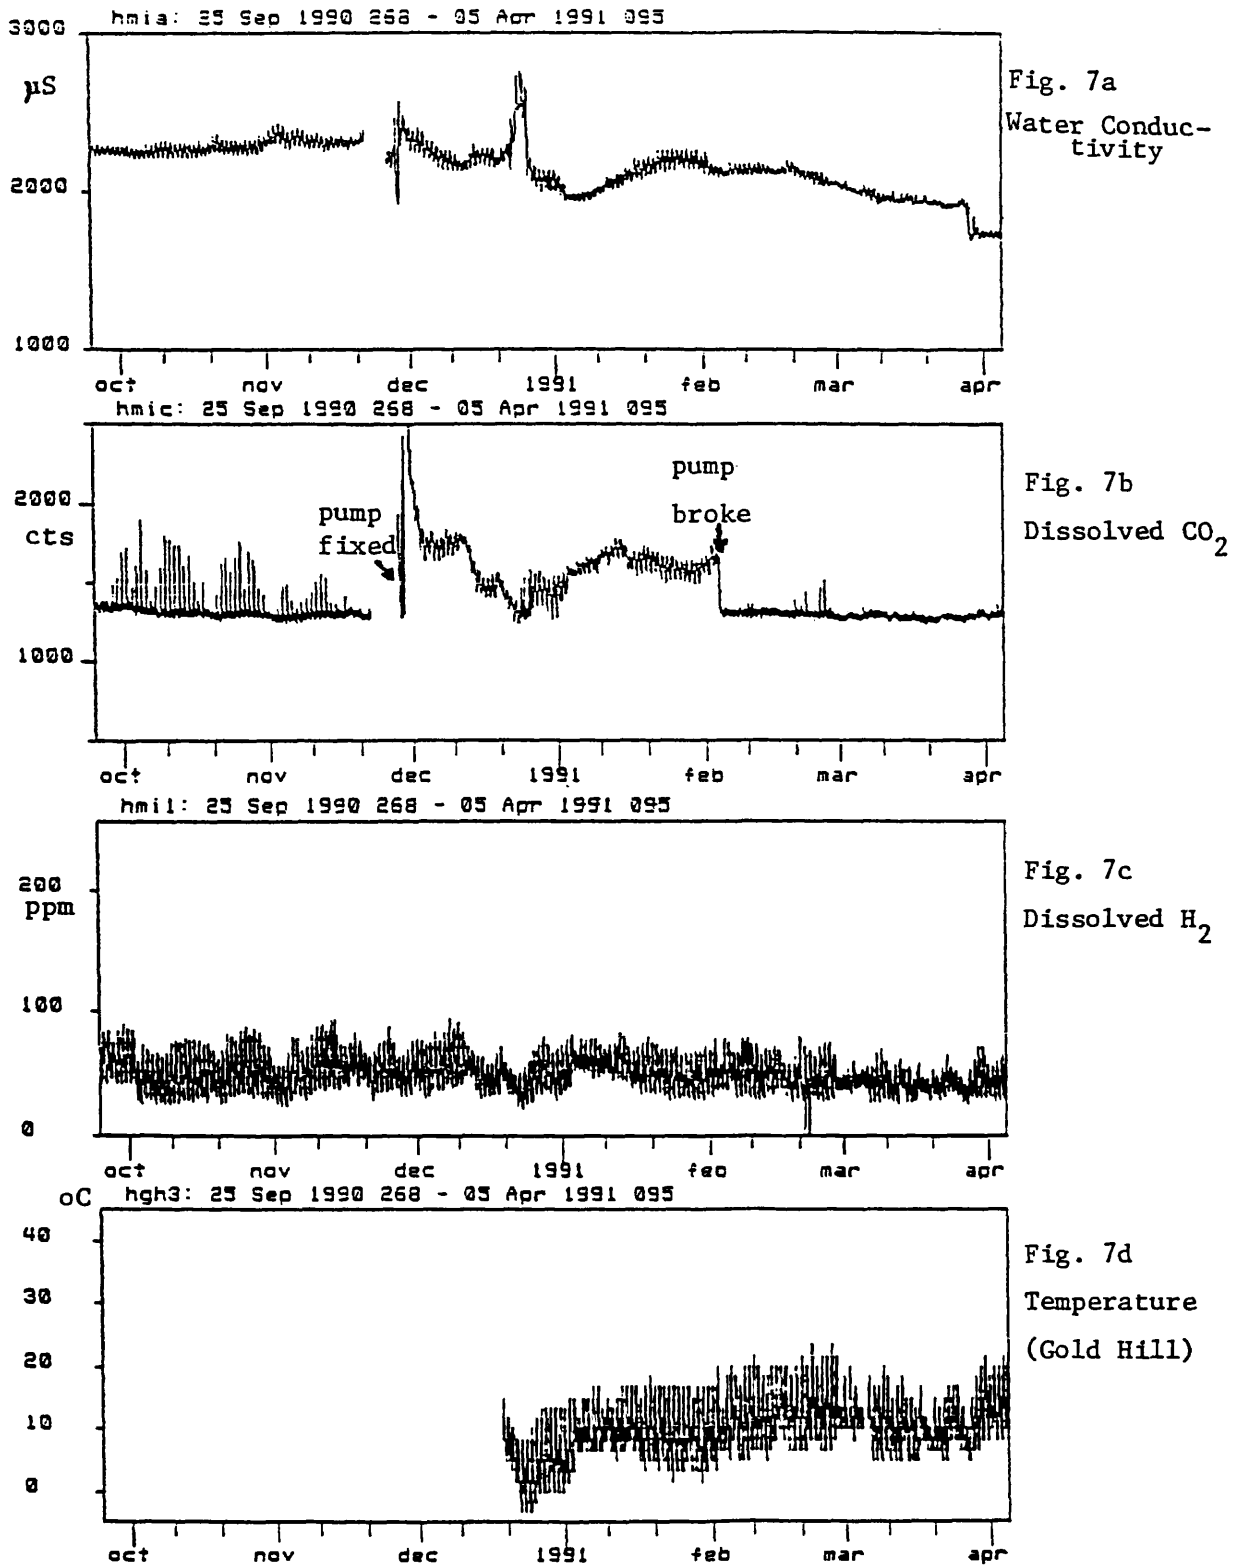 hmia: 25 Sep 1990 268 - 05 Apr 1991 095
3000
µS
2000
1000
Fig. 7a
Water Conduc-
tivity
oct nov dec 1991 feb mar apr
hmic: 25 Sep 1990 268 - 05 Apr 1991 095
2000
cts
1000
pump
fixed
pump
broke
Fig. 7b
Dissolved CO2
oct nov dec 1991 feb mar apr
hmi1: 25 Sep 1990 268 - 05 Apr 1991 095
200
ppm
100
0
Fig. 7c
Dissolved H2
oct nov dec 1991 feb mar apr
oC hgh3: 25 Sep 1990 268 - 05 Apr 1991 095
40
30
20
10
0
Fig. 7d
Temperature
(Gold Hill)
oct nov dec 1991 feb mar apr